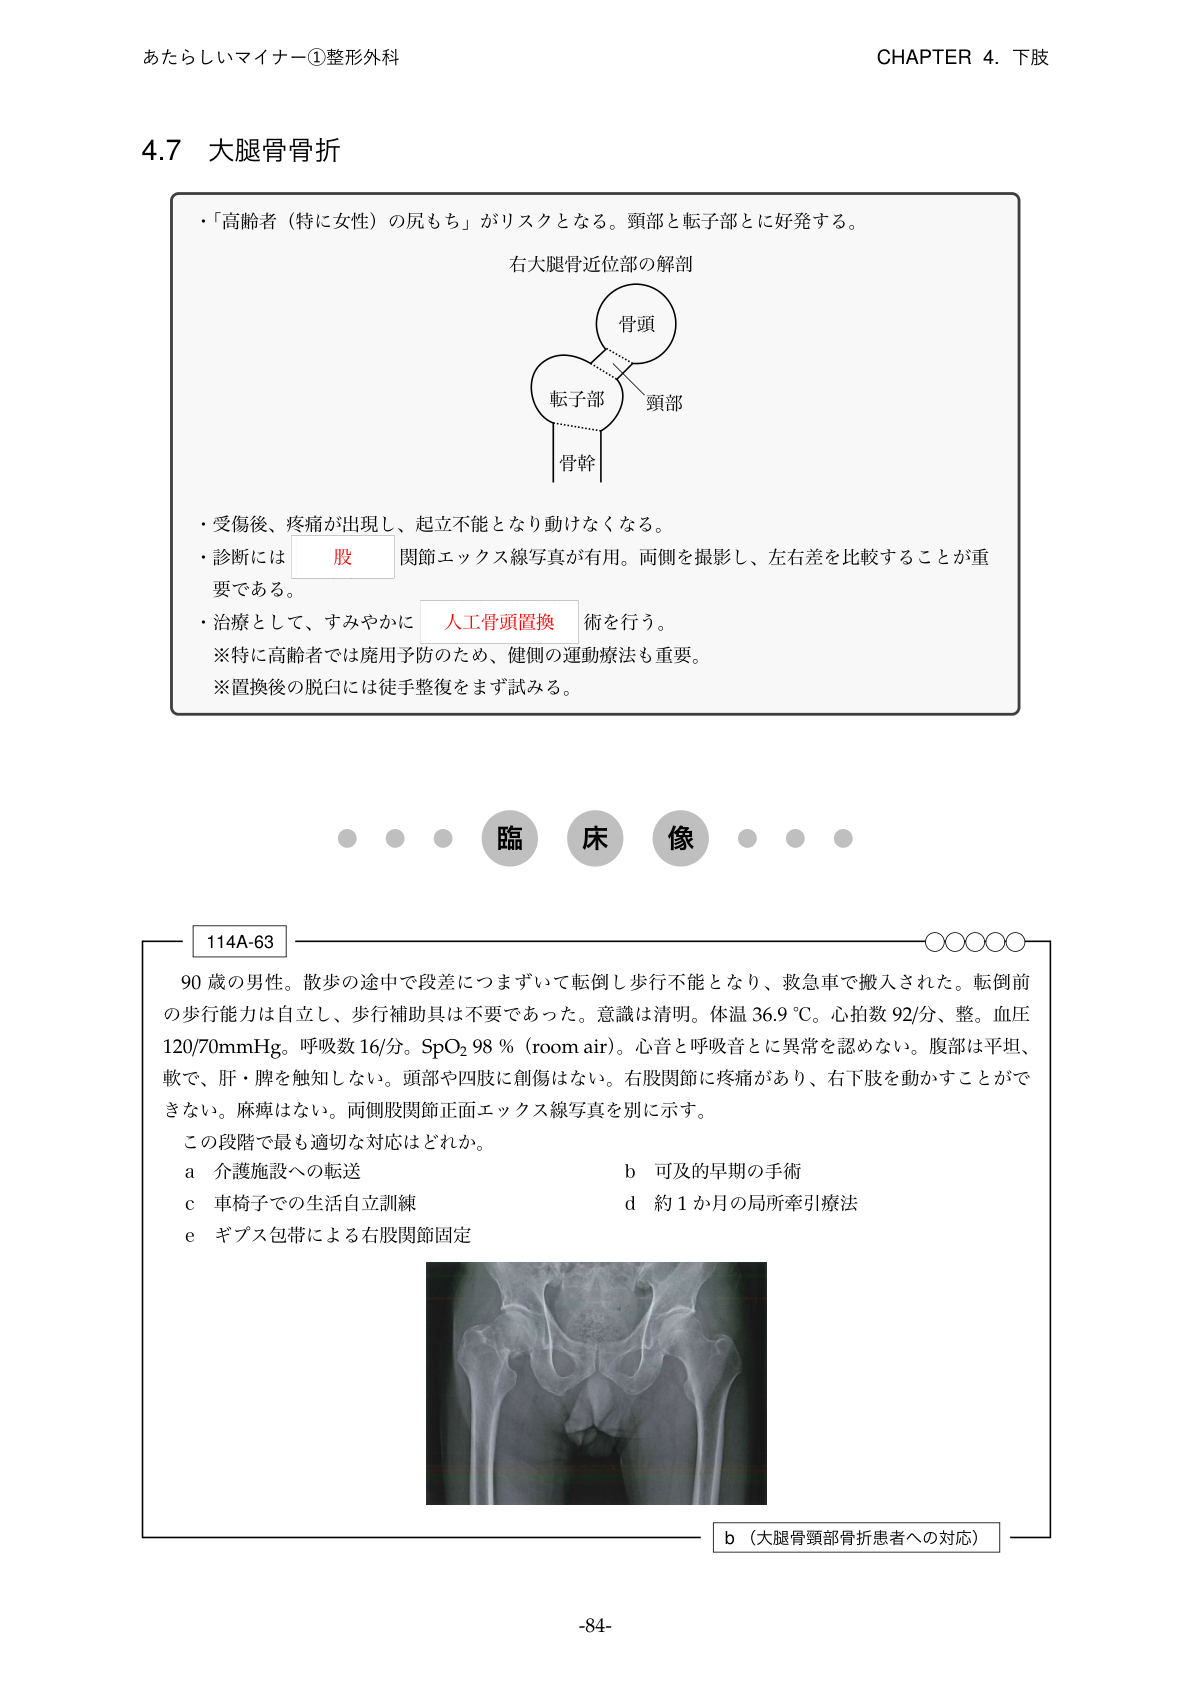 あたらしいマイナー①整形外科 CHAPTER 4. 下肢
4.7 大腿骨骨折
・「高齢者（特に女性）の尻もち」がリスクとなる。頸部と転子部とに好発する。
右大腿骨近位部の解剖
骨頭
転子部
頸部
骨幹
・受傷後、疼痛が出現し、起立不能となり動けなくなる。
・診断には 股 関節エックス線写真が有用。両側を撮影し、左右差を比較することが重
要である。
・治療として、すみやかに 人工骨頭置換 術を行う。
※特に高齢者では廃用予防のため、健側の運動療法も重要。
※置換後の脱臼には徒手整復をまず試みる。
臨床像
114A-63
90 歳の男性。散歩の途中で段差につまずいて転倒し歩行不能となり、救急車で搬入された。転倒前
の歩行能力は自立し、歩行補助具は不要であった。意識は清明。体温 36.9 ℃。心拍数 92/分、整。血圧
120/70mmHg。呼吸数 16/分。SpO₂ 98 %（room air）。心音と呼吸音とに異常を認めない。腹部は平坦、
軟で、肝・脾を触知しない。頭部や四肢に創傷はない。右股関節に疼痛があり、右下肢を動かすことがで
きない。麻痺はない。両側股関節正面エックス線写真を別に示す。
この段階で最も適切な対応はどれか。
a 介護施設への転送 b 可及的早期の手術
c 車椅子での生活自立訓練 d 約 1 か月の局所牽引療法
e ギプス包帯による右股関節固定
b （大腿骨頸部骨折患者への対応）
-84-